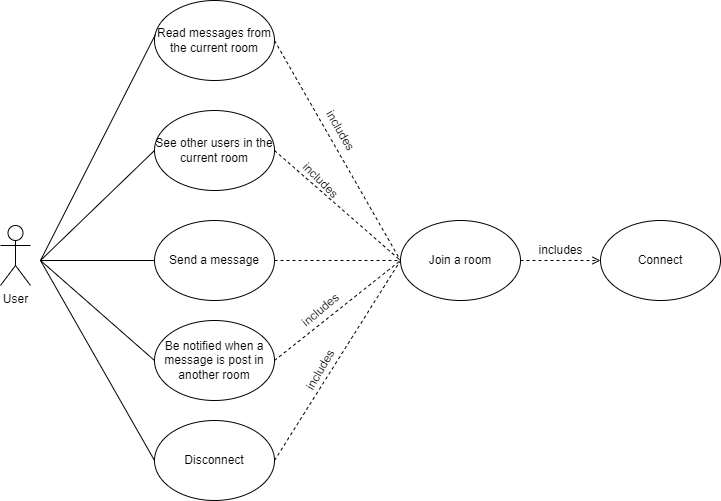 Read messages from
the current room
includes
See other users in the
current room
includes
User
Send a message
Join a room
includes
Connect
Be notified when a
message is post in
another room
includes
Disconnect
includes